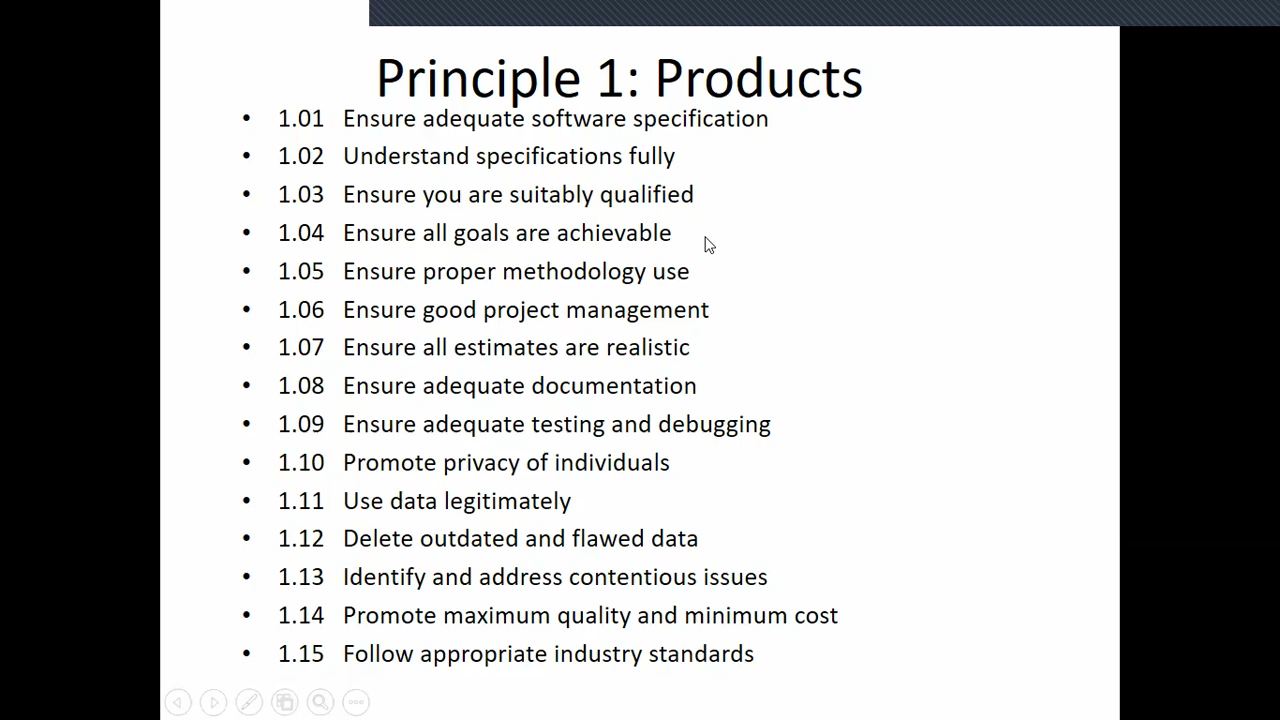 Principle 1: Products
• 1.01 Ensure adequate software specification
• 1.02 Understand specifications fully
• 1.03 Ensure you are suitably qualified
• 1.04 Ensure all goals are achievable
• 1.05 Ensure proper methodology use
• 1.06 Ensure good project management
• 1.07 Ensure all estimates are realistic
• 1.08 Ensure adequate documentation
• 1.09 Ensure adequate testing and debugging
• 1.10 Promote privacy of individuals
• 1.11 Use data legitimately
• 1.12 Delete outdated and flawed data
• 1.13 Identify and address contentious issues
• 1.14 Promote maximum quality and minimum cost
• 1.15 Follow appropriate industry standards